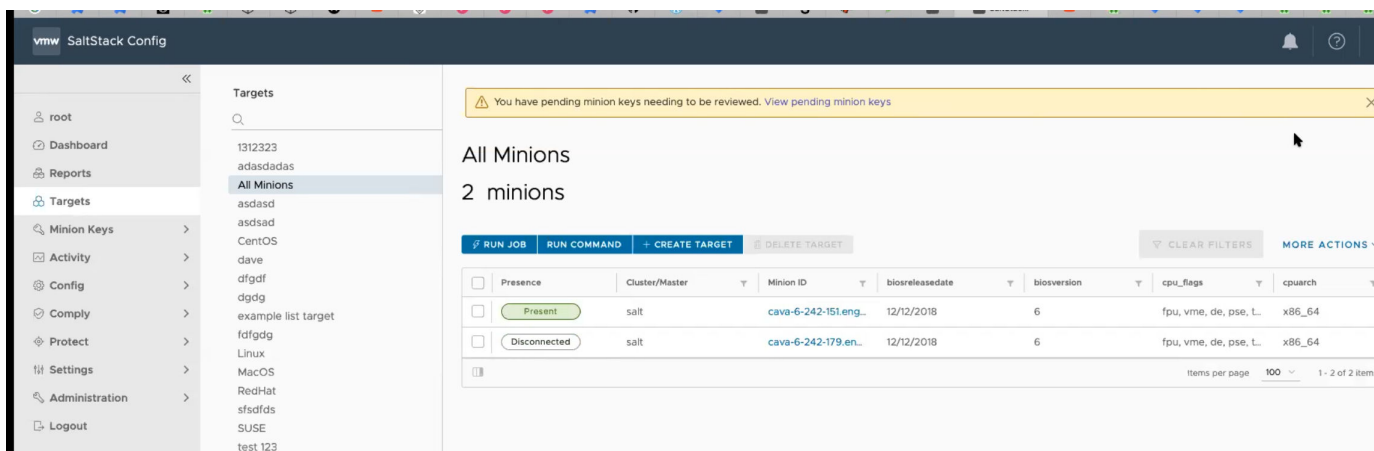 vmw SaltStack Config
root
Dashboard
Reports
Targets
Minion Keys
Activity
Config
Comply
Protect
Settings
Administration
Logout
Targets
1312323
adasdadas
All Minions
asdasd
asdsad
CentOS
dave
dfgdf
dgdg
example list target
fdfgdg
Linux
MacOS
RedHat
sfsdfds
SUSE
test 123
You have pending minion keys needing to be reviewed. View pending minion keys
All Minions
2 minions
RUN JOB RUN COMMAND + CREATE TARGET DELETE TARGET CLEAR FILTERS MORE ACTIONS
Presence Cluster/Master Minion ID biosreleasedate biosversion cpu_flags cpuarch
Present salt cava-6-242-151.eng... 12/12/2018 6 fpu, vme, de, pse, t... x86_64
Disconnected salt cava-6-242-179.en... 12/12/2018 6 fpu, vme, de, pse, t... x86_64
Items per page 100 1 - 2 of 2 item